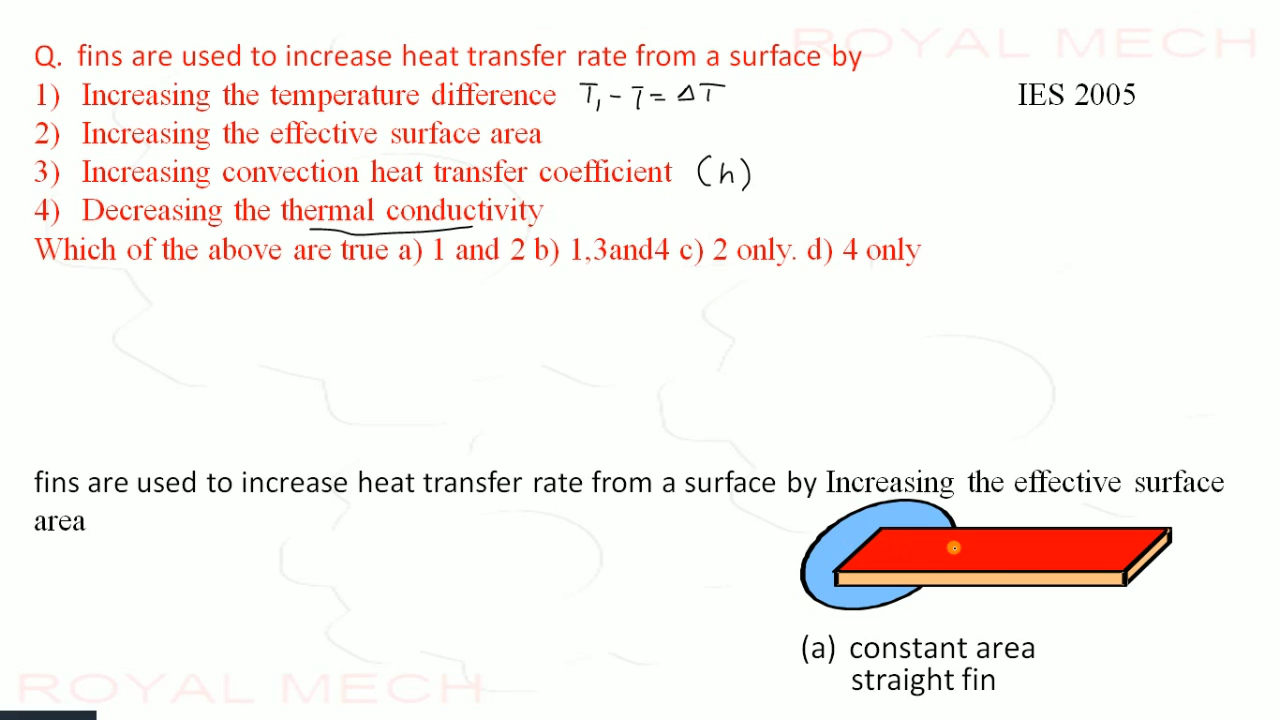 ROYAL MECH
Q. fins are used to increase heat transfer rate from a surface by
1) Increasing the temperature difference T₁ - T = ΔT
IES 2005
2) Increasing the effective surface area
3) Increasing convection heat transfer coefficient (h)
4) Decreasing the thermal conductivity
Which of the above are true a) 1 and 2 b) 1,3and4 c) 2 only. d) 4 only
fins are used to increase heat transfer rate from a surface by Increasing the effective surface
area
(a) constant area
straight fin
ROYAL MECH